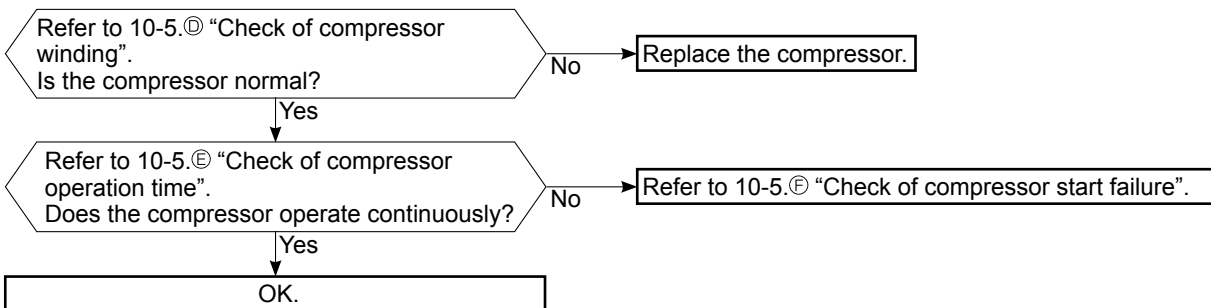 Refer to 10-5.Ⓓ “Check of compressor
winding”.
Is the compressor normal?
No
Replace the compressor.
Yes
Refer to 10-5.Ⓔ “Check of compressor
operation time”.
Does the compressor operate continuously?
No
Refer to 10-5.Ⓕ “Check of compressor start failure”.
Yes
OK.